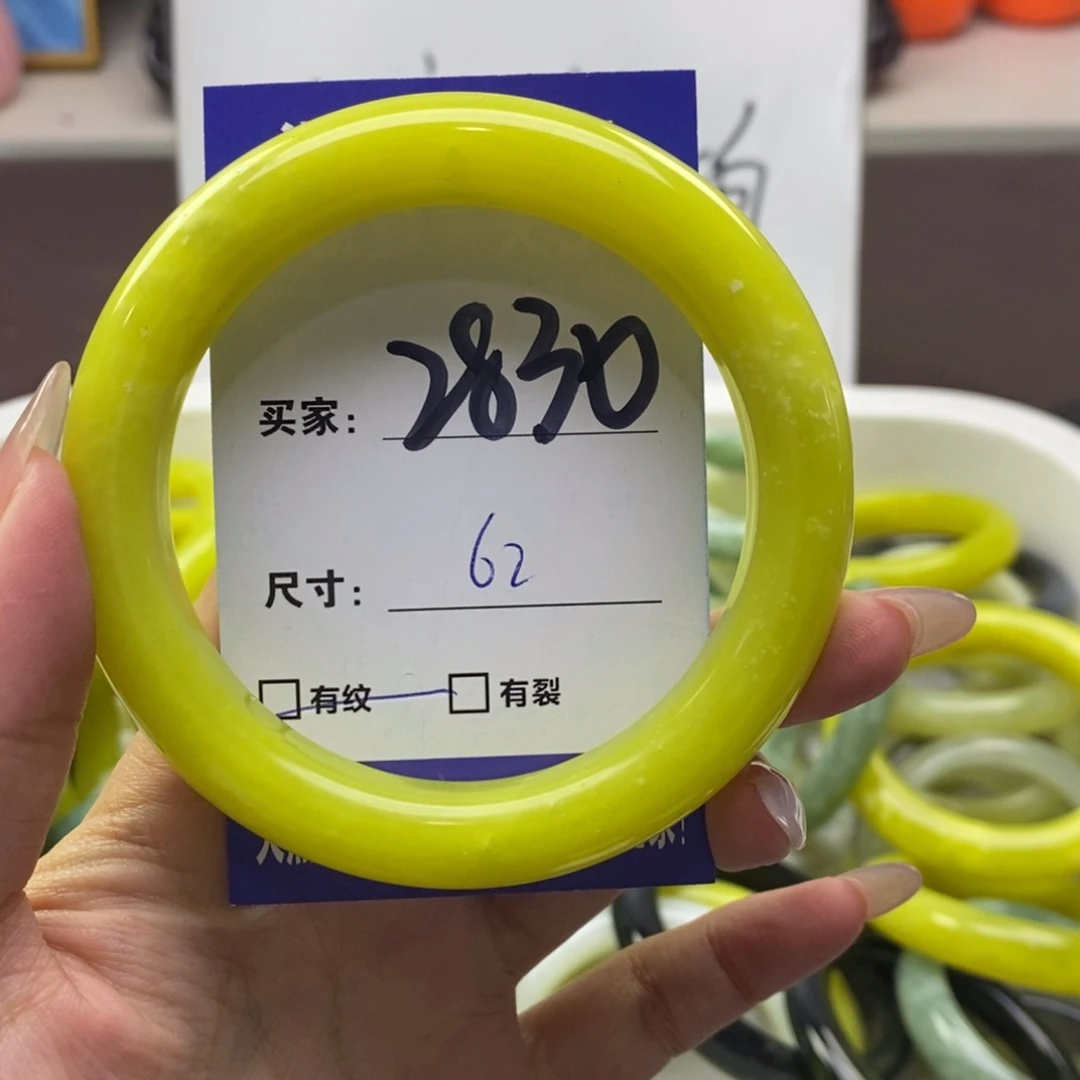 买家： 2830
尺寸： 62
□ 有纹 □ 有裂